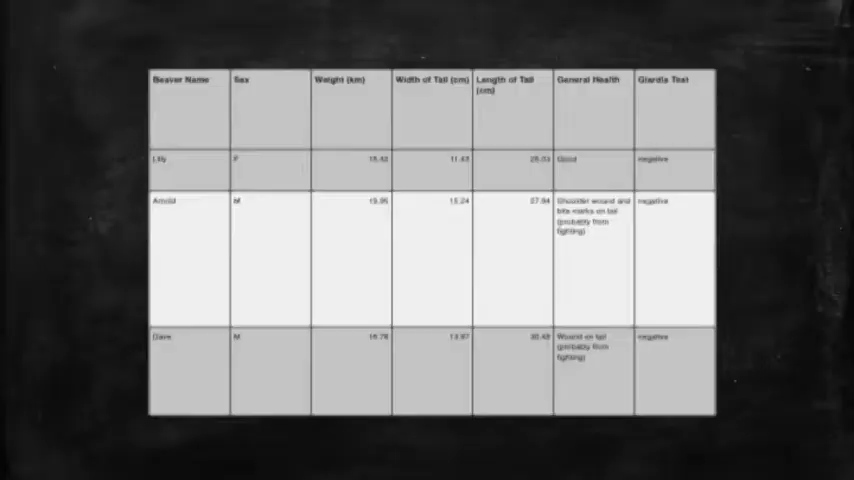 Beaver Name Sex Weight (km) Width of Tail (cm) Length of Tail (cm) General Health Giardia Test
Lilly F 15.42 11.43 Good negative
Arnold M 19.95 15.24 27.94 Shoulder wound and bite marks on tail (probably from fighting) negative
Dave M 16.78 13.97 30.48 Wound on tail (probably from fighting) negative